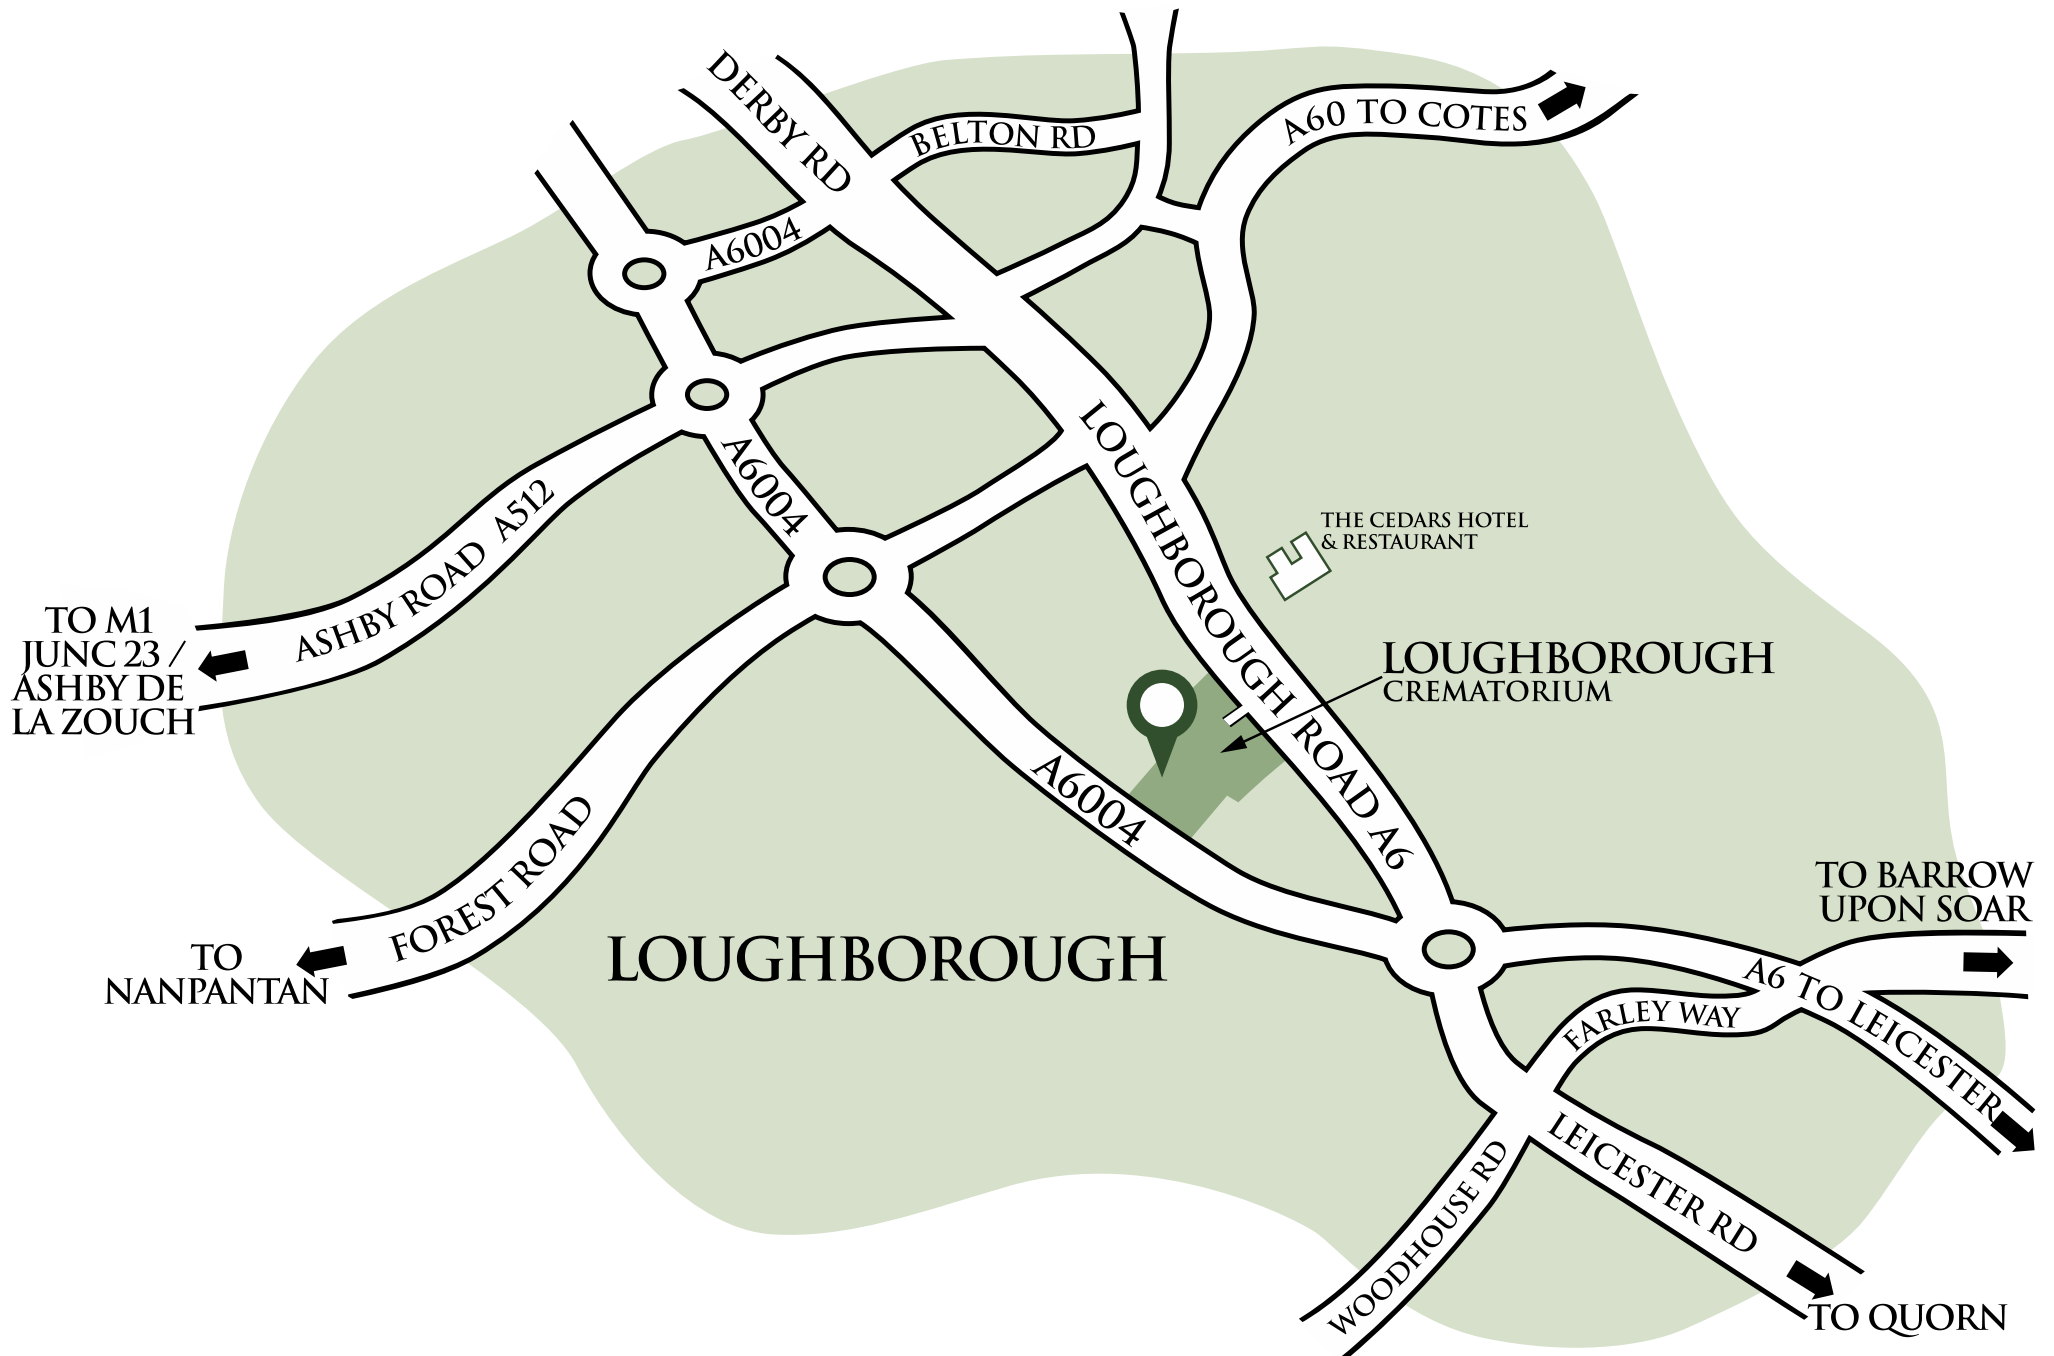 DERBY RD
BELTON RD
A60 TO COTES
A6004
A6004
ASHBY ROAD A512
TO M1
JUNC 23 /
ASHBY DE
LA ZOUCH
THE CEDARS HOTEL
& RESTAURANT
LOUGHBOROUGH ROAD A6
LOUGHBOROUGH
CREMATORIUM
A6004
FOREST ROAD
TO
NANPANTAN
LOUGHBOROUGH
TO BARROW
UPON SOAR
A6 TO LEICESTER
FARLEY WAY
LEICESTER RD
WOODHOUSE RD
TO QUORN